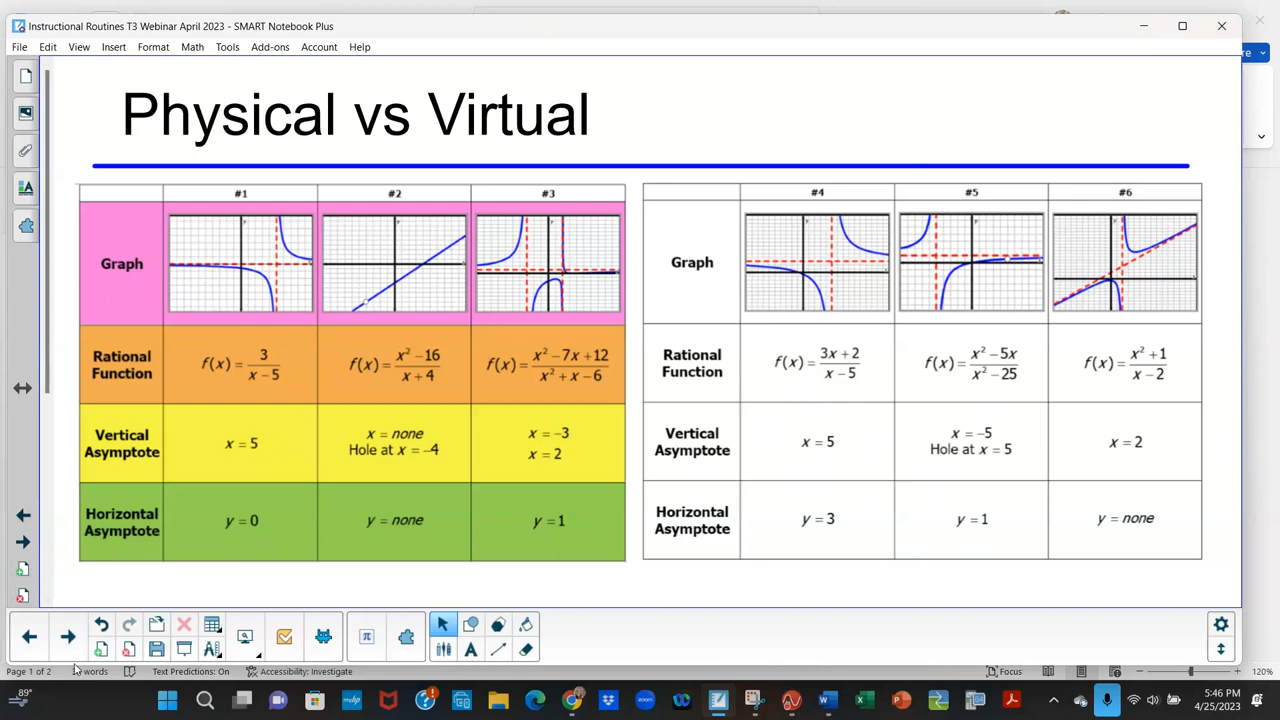 Instructional Routines T3 Webinar April 2023 - SMART Notebook Plus
File Edit View Insert Format Math Tools Add-ons Account Help
Physical vs Virtual
#1 #2 #3
Graph
Rational
Function
f(x) = 3/(x-5)
f(x) = (x² -16)/(x+4)
f(x) = (x² -7x+12)/(x² +x-6)
Vertical
Asymptote
x = 5
x = none
Hole at x = -4
x = -3
x = 2
Horizontal
Asymptote
y = 0
y = none
y = 1
#4 #5 #6
Graph
Rational
Function
f(x) = (3x+2)/(x-5)
f(x) = (x² -5x)/(x² -25)
f(x) = (x² +1)/(x-2)
Vertical
Asymptote
x = 5
x = -5
Hole at x = 5
x = 2
Horizontal
Asymptote
y = 3
y = 1
y = none
Page 1 of 2 words Text Predictions: On Accessibility: Investigate Focus 120%
89°
mhp
zoom
5:46 PM
4/25/2023